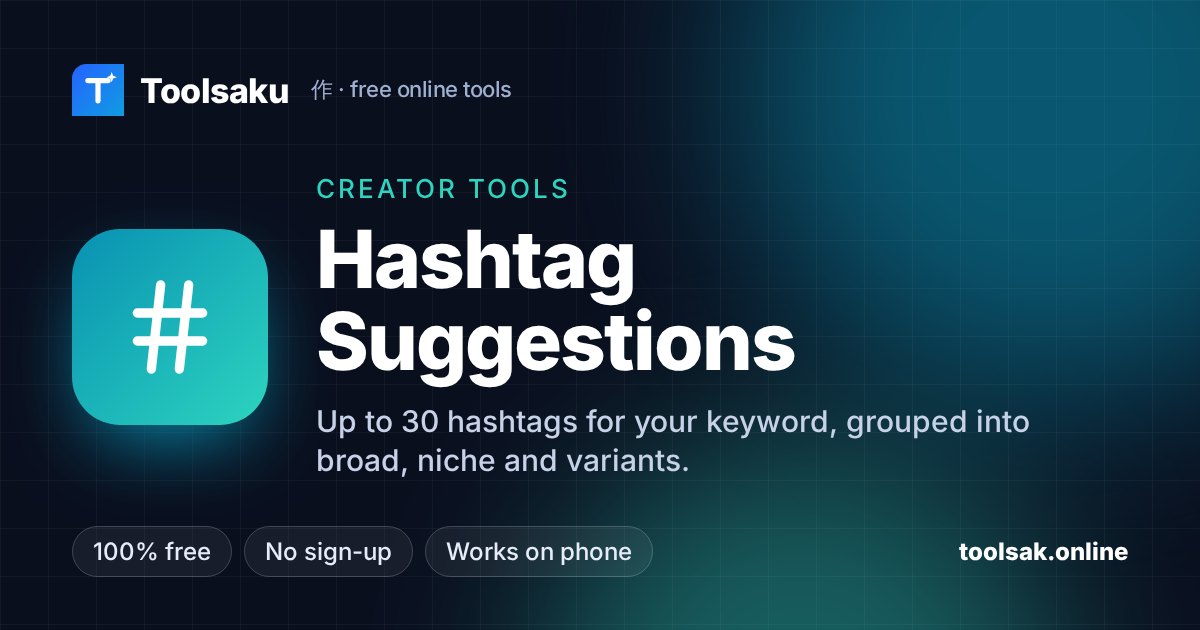 Toolsaku 作 · free online tools
CREATOR TOOLS
#
Hashtag
Suggestions
Up to 30 hashtags for your keyword, grouped into
broad, niche and variants.
100% free No sign-up Works on phone toolsak.online